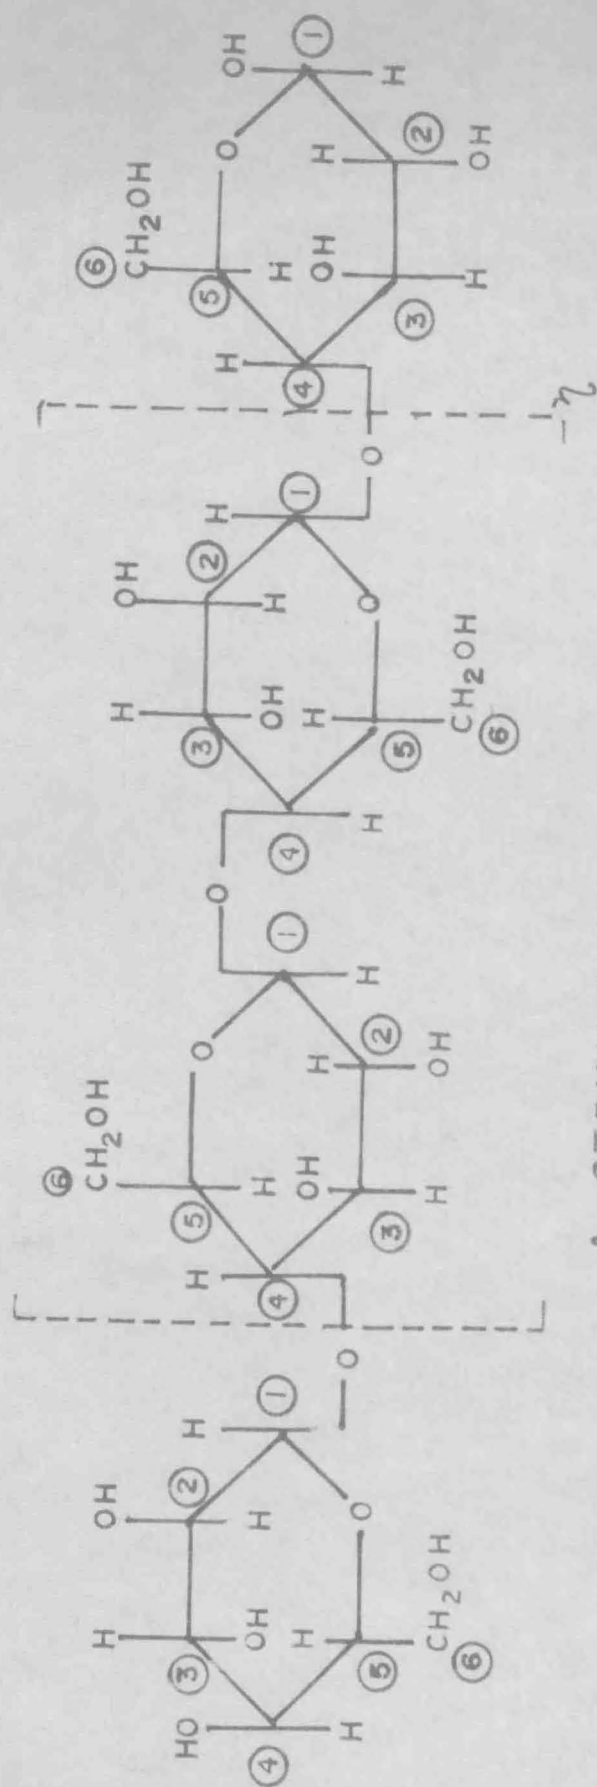 H OH H
③ ② ①
HO OH H
④ H H O
⑤ CH₂OH
⑥
O
⑥ CH₂OH
⑤ O
H H ①
④ OH H H
③ ②
H OH
O
H OH H
③ ② ①
④ OH H
H H O
⑤ CH₂OH
⑥
O
⑥ CH₂OH OH
⑤ O ①
H H H
④ OH H
③ ②
H OH
n